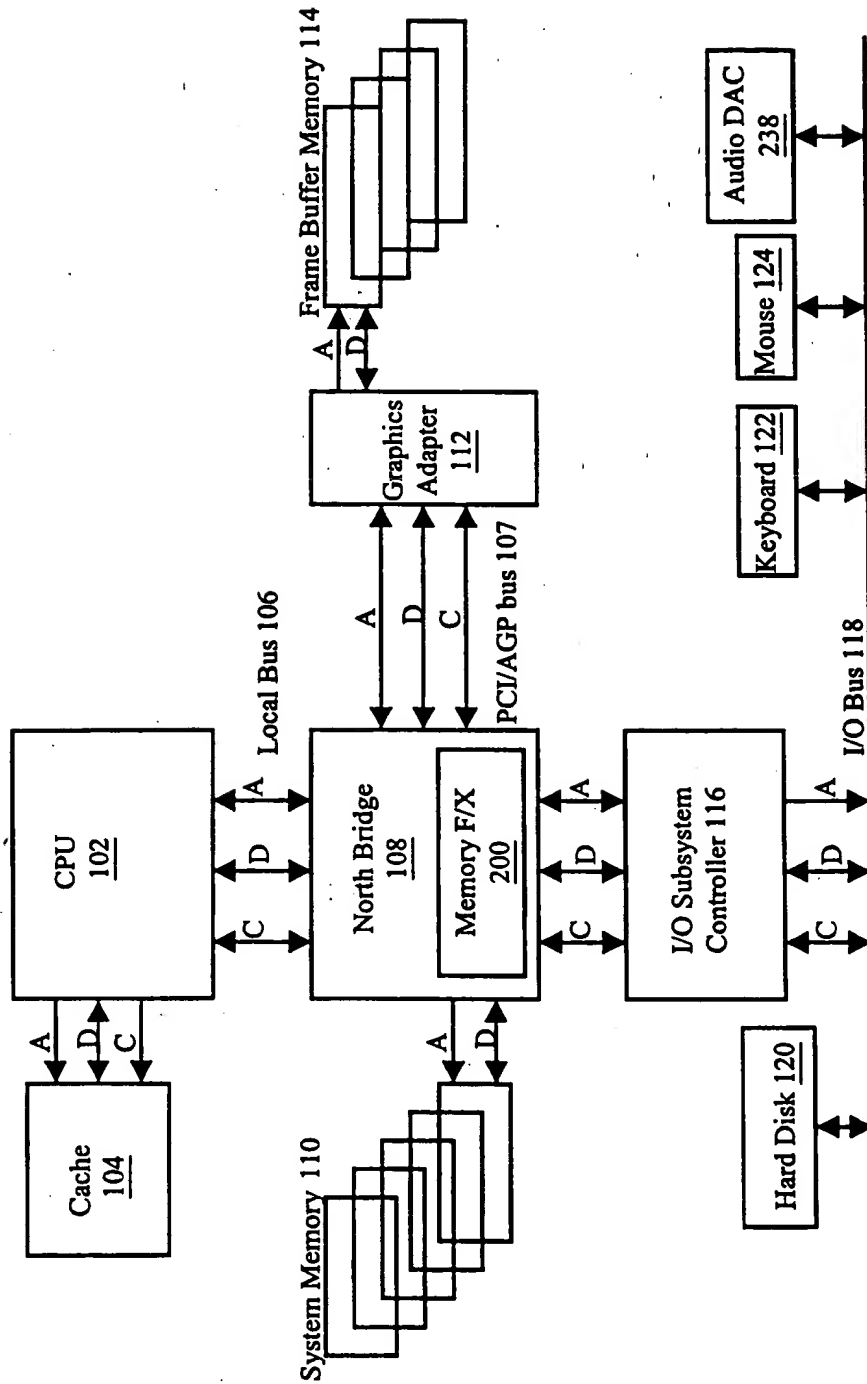 Cache
104
A
D
C
CPU
102
C
D
A
Local Bus 106
System Memory 110
A
D
North Bridge
108
Memory F/X
200
A
D
C
PCI/AGP bus 107
Graphics
Adapter
112
A
D
Frame Buffer Memory 114
C
D
A
I/O Subsystem
Controller 116
C
D
A
I/O Bus 118
Hard Disk 120
Keyboard 122
Mouse 124
Audio DAC
238